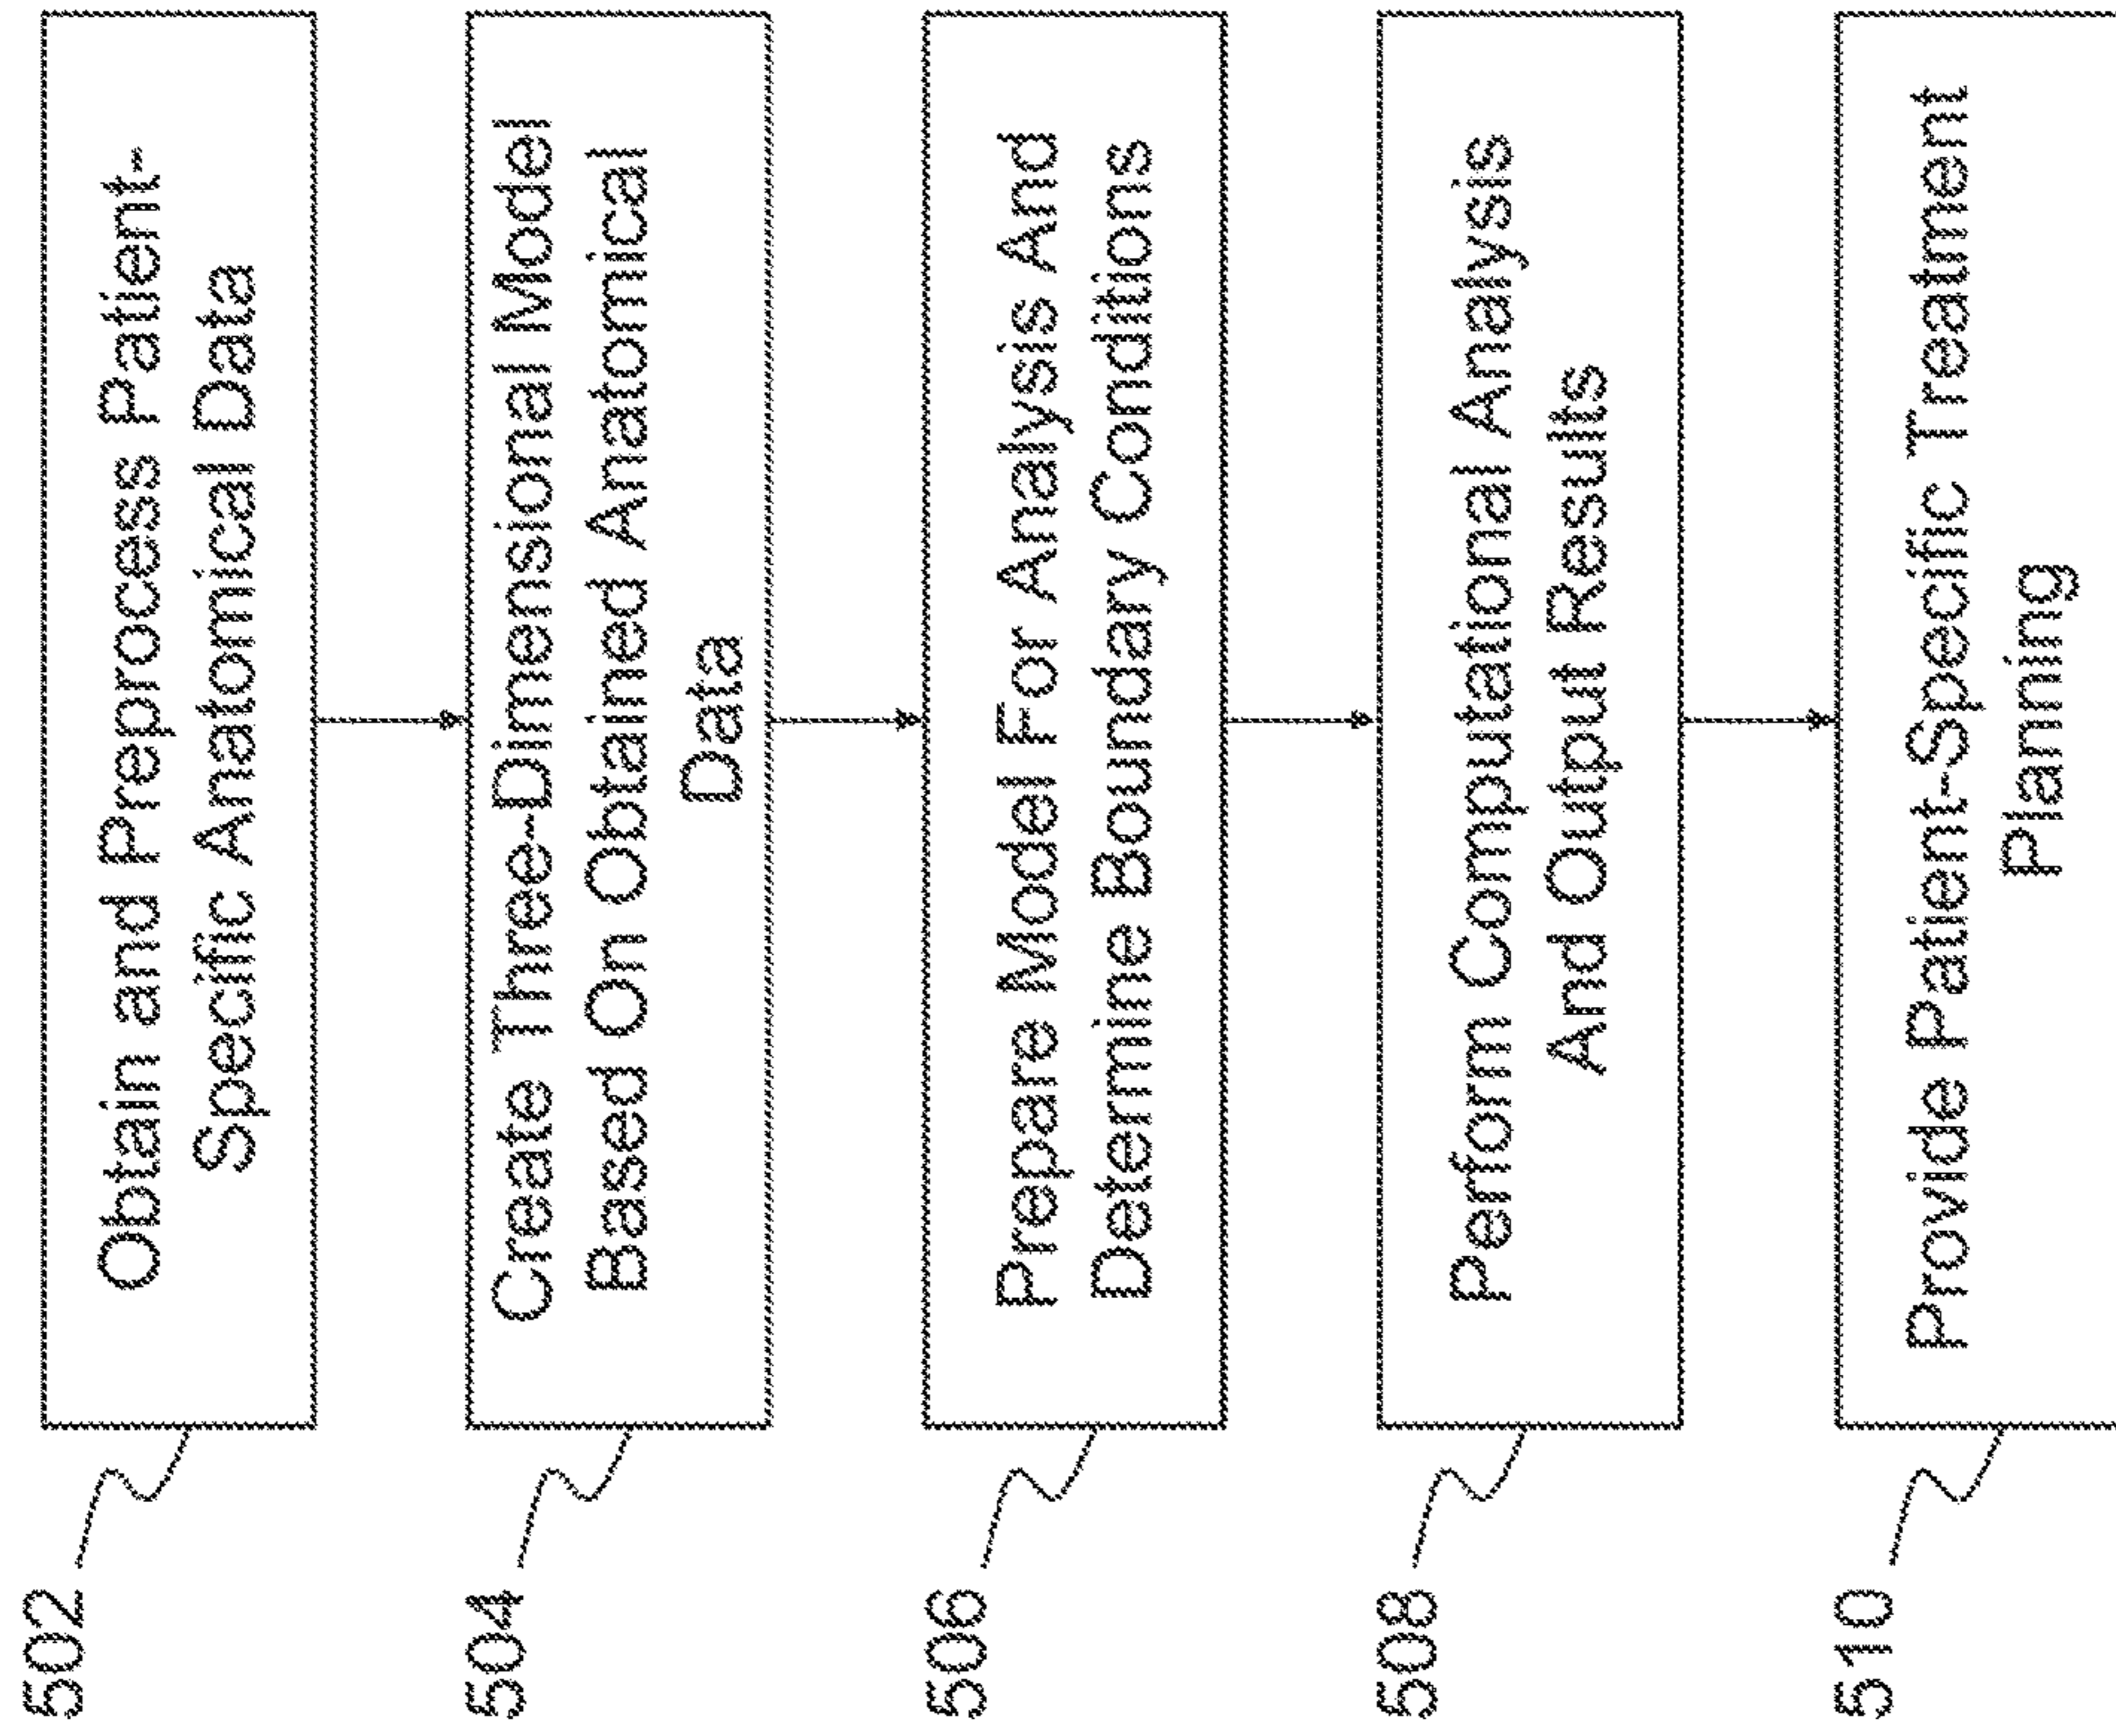 502
Obtain and Preprocess Patient-
Specific Anatomical Data
504
Create Three-Dimensional Model
Based On Obtained Anatomical
Data
506
Prepare Model For Analysis And
Determine Boundary Conditions
508
Perform Computational Analysis
And Output Results
510
Provide Patient-Specific Treatment
Planning